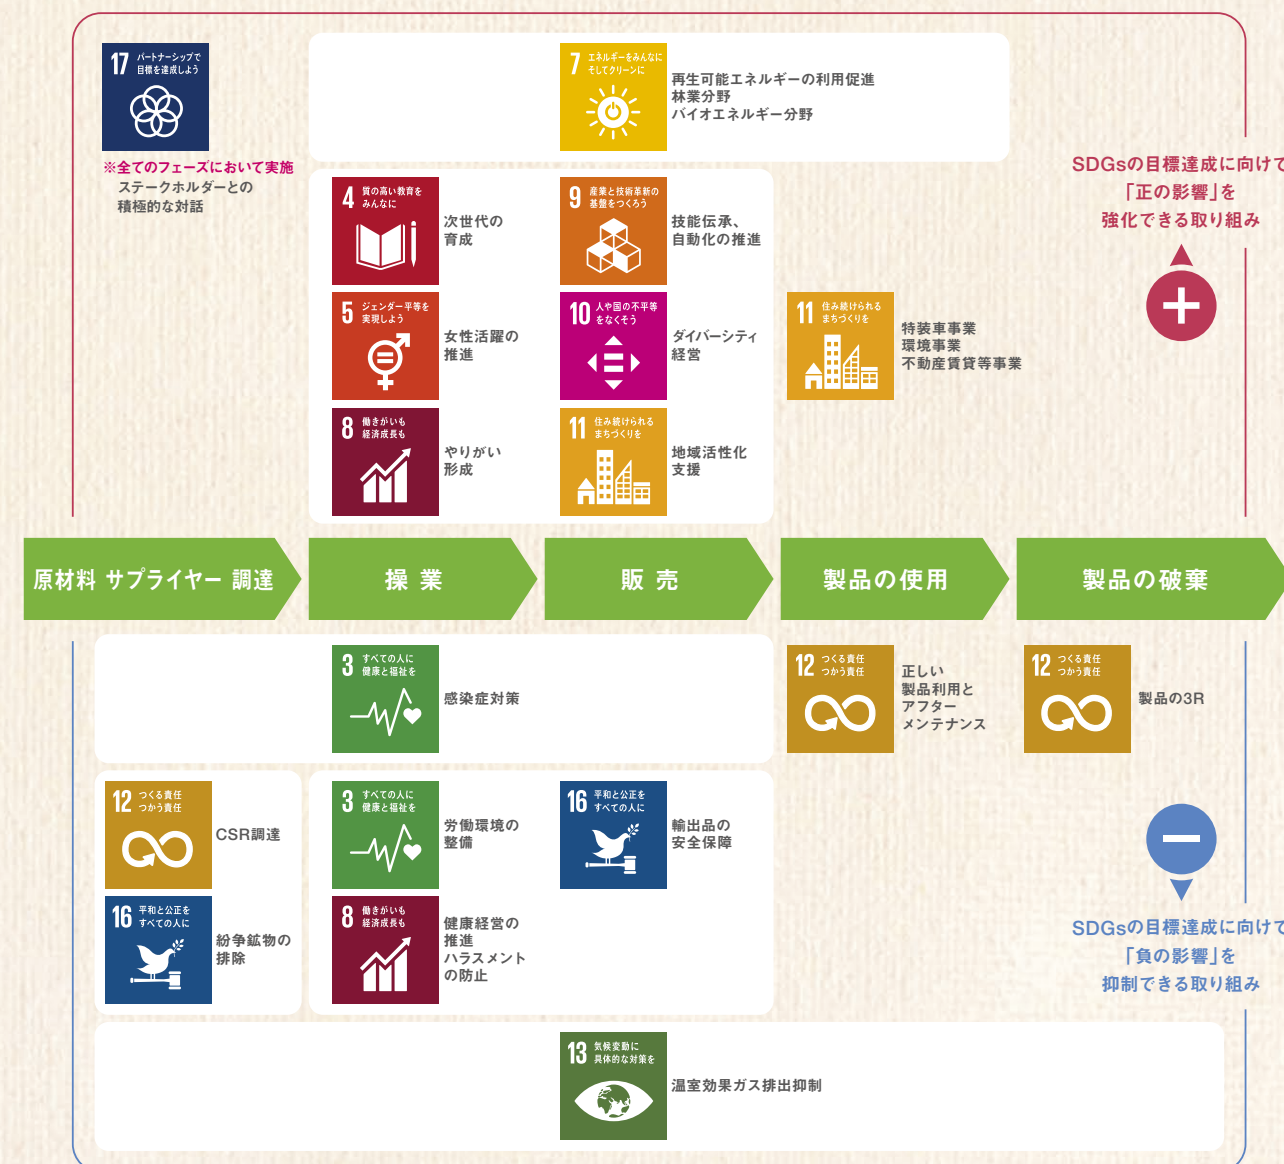 17 パートナーシップで
目標を達成しよう
※全てのフェーズにおいて実施
ステークホルダーとの
積極的な対話
7 エネルギーをみんなに
そしてクリーンに
再生可能エネルギーの利用促進
林業分野
バイオエネルギー分野
SDGsの目標達成に向けて
「正の影響」を
強化できる取り組み
4 質の高い教育を
みんなに
次世代の
育成
9 産業と技術革新の
基盤をつくろう
技能伝承、
自動化の推進
5 ジェンダー平等を
実現しよう
女性活躍の
推進
10 人や国の不平等
をなくそう
ダイバーシティ
経営
11 住み続けられる
まちづくりを
特装車事業
環境事業
不動産賃貸等事業
8 働きがいも
経済成長も
やりがい
形成
11 住み続けられる
まちづくりを
地域活性化
支援
原材料 サプライヤー 調達
操業
販売
製品の使用
製品の破棄
3 すべての人に
健康と福祉を
感染症対策
12 つくる責任
つかう責任
正しい
製品利用と
アフター
メンテナンス
12 つくる責任
つかう責任
製品の3R
12 つくる責任
つかう責任
CSR調達
3 すべての人に
健康と福祉を
労働環境の
整備
16 平和と公正を
すべての人に
輸出品の
安全保障
16 平和と公正を
すべての人に
紛争鉱物の
排除
8 働きがいも
経済成長も
健康経営の
推進
ハラスメント
の防止
SDGsの目標達成に向けて
「負の影響」を
抑制できる取り組み
13 気候変動に
具体的な対策を
温室効果ガス排出抑制